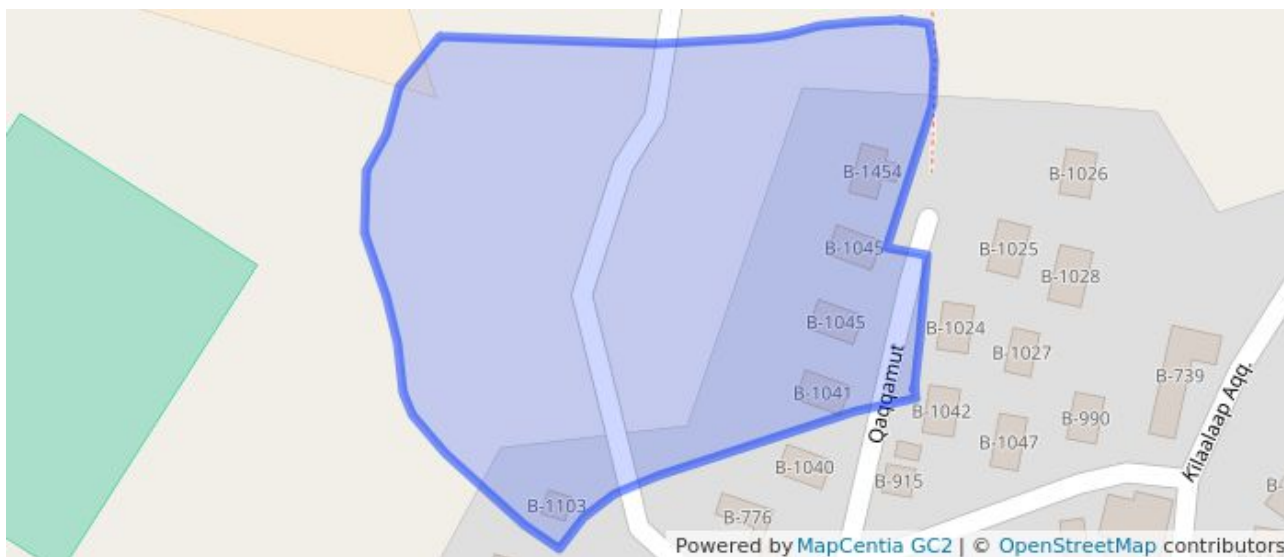 B-1454
B-1026
B-1045
B-1025
B-1028
B-1045
B-1024
B-1027
B-739
Qaqqamut
B-1041
B-1042
B-990
B-1047
Kilaalaap Aqq.
B-1040
B-915
B-1103
B-776
Powered by MapCentia GC2 | © OpenStreetMap contributors